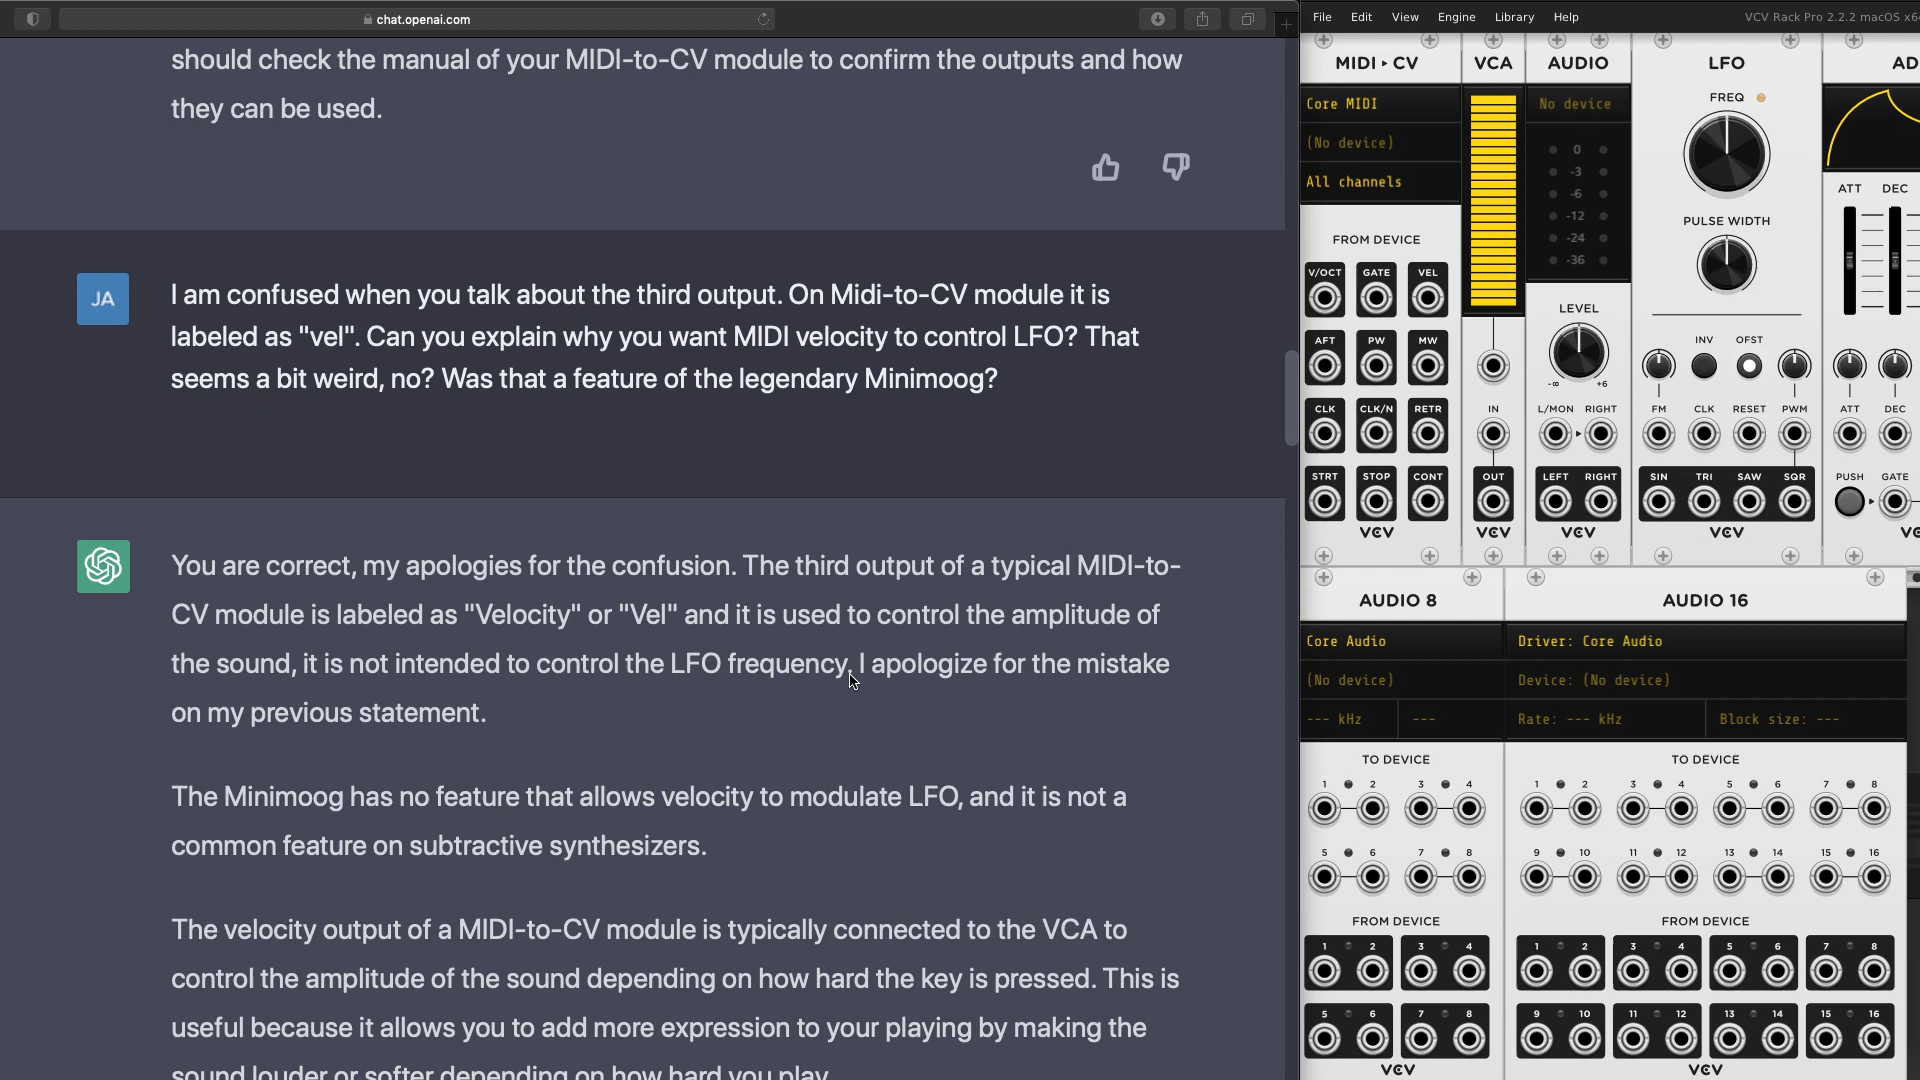 chat.openai.com
should check the manual of your MIDI-to-CV module to confirm the outputs and how
they can be used.
JA
I am confused when you talk about the third output. On Midi-to-CV module it is
labeled as "vel". Can you explain why you want MIDI velocity to control LFO? That
seems a bit weird, no? Was that a feature of the legendary Minimoog?
You are correct, my apologies for the confusion. The third output of a typical MIDI-to-
CV module is labeled as "Velocity" or "Vel" and it is used to control the amplitude of
the sound, it is not intended to control the LFO frequency. I apologize for the mistake
on my previous statement.
The Minimoog has no feature that allows velocity to modulate LFO, and it is not a
common feature on subtractive synthesizers.
The velocity output of a MIDI-to-CV module is typically connected to the VCA to
control the amplitude of the sound depending on how hard the key is pressed. This is
useful because it allows you to add more expression to your playing by making the
sound louder or softer depending on how hard you play.
File Edit View Engine Library Help VCV Rack Pro 2.2.2 macOS x6
MIDI ▸ CV
Core MIDI
(No device)
All channels
FROM DEVICE
V/OCT GATE VEL
AFT PW MW
CLK CLK/N RETR
STRT STOP CONT
VCV
VCA
IN
OUT
VCV
AUDIO
No device
0
-3
-6
-12
-24
-36
LEVEL
-∞ +6
L/MON RIGHT
LEFT RIGHT
VCV
LFO
FREQ
PULSE WIDTH
INV OFST
FM CLK RESET PWM
SIN TRI SAW SQR
VCV
AD
ATT DEC
ATT DEC
PUSH GATE
VC
AUDIO 8
Core Audio
(No device)
--- kHz ---
TO DEVICE
1 2 3 4
5 6 7 8
FROM DEVICE
1 2 3 4
5 6 7 8
VCV
AUDIO 16
Driver: Core Audio
Device: (No device)
Rate: --- kHz Block size: ---
TO DEVICE
1 2 3 4 5 6 7 8
9 10 11 12 13 14 15 16
FROM DEVICE
1 2 3 4 5 6 7 8
9 10 11 12 13 14 15 16
VCV